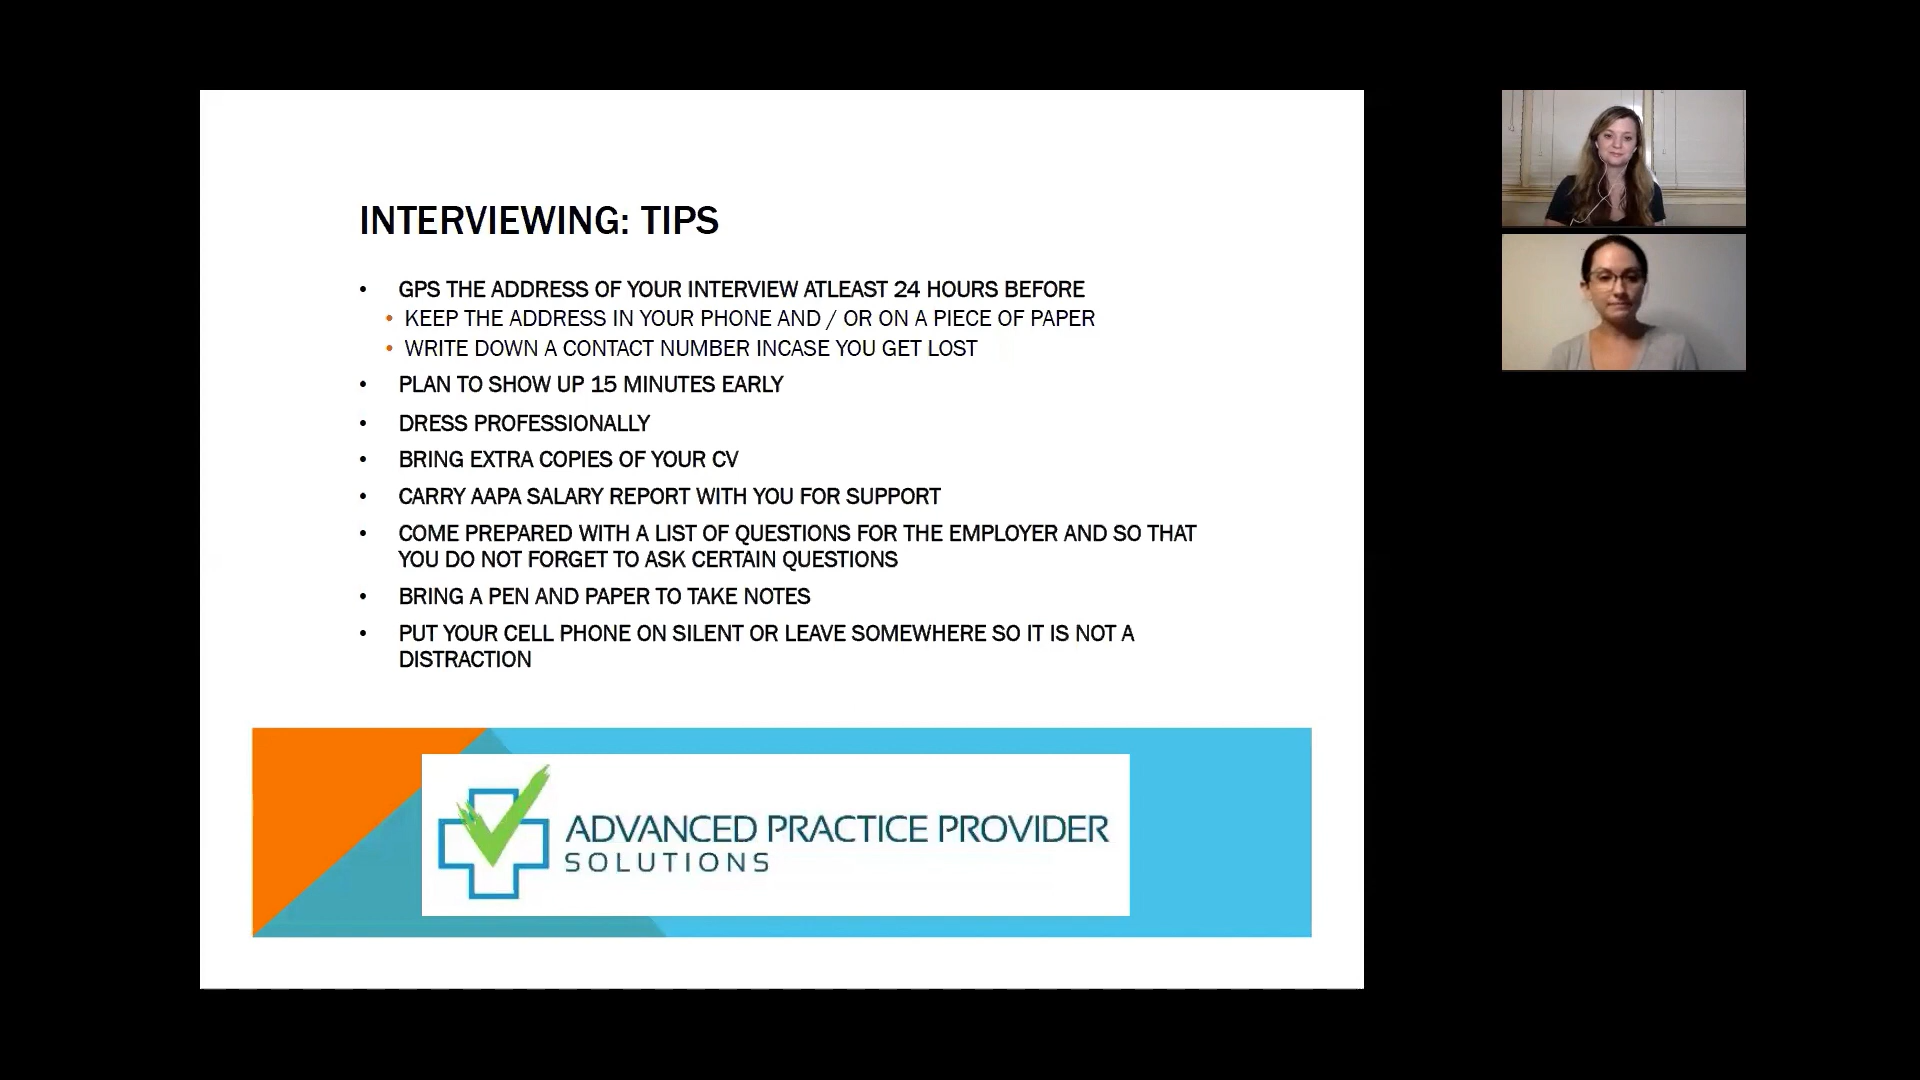 INTERVIEWING: TIPS
• GPS THE ADDRESS OF YOUR INTERVIEW ATLEAST 24 HOURS BEFORE
• KEEP THE ADDRESS IN YOUR PHONE AND / OR ON A PIECE OF PAPER
• WRITE DOWN A CONTACT NUMBER INCASE YOU GET LOST
• PLAN TO SHOW UP 15 MINUTES EARLY
• DRESS PROFESSIONALLY
• BRING EXTRA COPIES OF YOUR CV
• CARRY AAPA SALARY REPORT WITH YOU FOR SUPPORT
• COME PREPARED WITH A LIST OF QUESTIONS FOR THE EMPLOYER AND SO THAT
YOU DO NOT FORGET TO ASK CERTAIN QUESTIONS
• BRING A PEN AND PAPER TO TAKE NOTES
• PUT YOUR CELL PHONE ON SILENT OR LEAVE SOMEWHERE SO IT IS NOT A
DISTRACTION
ADVANCED PRACTICE PROVIDER
SOLUTIONS